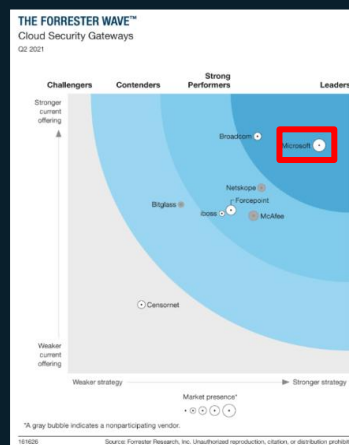 THE FORRESTER WAVE™
Cloud Security Gateways
Q2 2021
Challengers
Contenders
Strong
Performers
Leaders
Stronger
current
offering
Broadcom
Microsoft
Netskope
Forcepoint
Bitglass
iboss
McAfee
Censornet
Weaker
current
offering
Weaker strategy
Stronger strategy
Market presence*
*A gray bubble indicates a nonparticipating vendor.
161626
Source: Forrester Research, Inc. Unauthorized reproduction, citation, or distribution prohibit